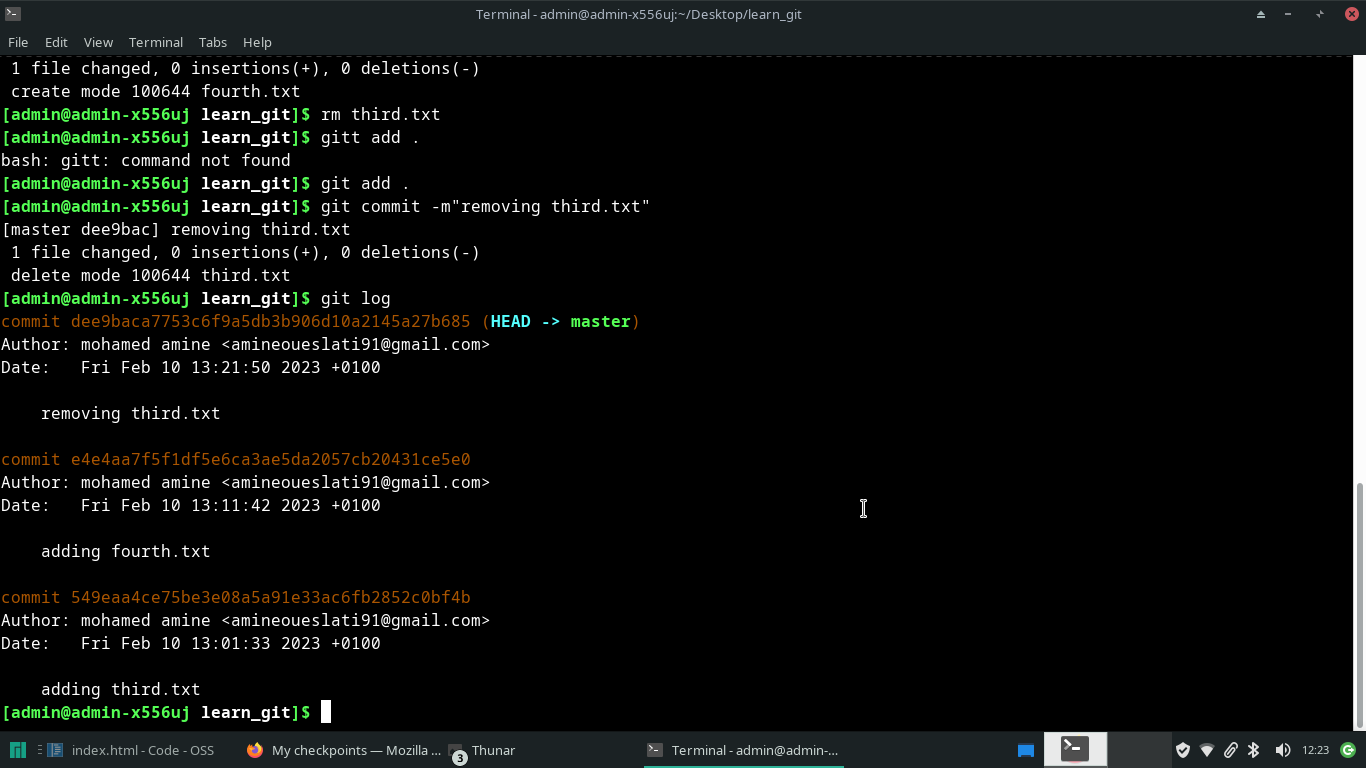 Terminal - admin@admin-x556uj:~/Desktop/learn_git
File Edit View Terminal Tabs Help
 1 file changed, 0 insertions(+), 0 deletions(-)
 create mode 100644 fourth.txt
[admin@admin-x556uj learn_git]$ rm third.txt
[admin@admin-x556uj learn_git]$ gitt add .
bash: gitt: command not found
[admin@admin-x556uj learn_git]$ git add .
[admin@admin-x556uj learn_git]$ git commit -m"removing third.txt"
[master dee9bac] removing third.txt
 1 file changed, 0 insertions(+), 0 deletions(-)
 delete mode 100644 third.txt
[admin@admin-x556uj learn_git]$ git log
commit dee9baca7753c6f9a5db3b906d10a2145a27b685 (HEAD -> master)
Author: mohamed amine <amineoueslati91@gmail.com>
Date:   Fri Feb 10 13:21:50 2023 +0100
    removing third.txt
commit e4e4aa7f5f1df5e6ca3ae5da2057cb20431ce5e0
Author: mohamed amine <amineoueslati91@gmail.com>
Date:   Fri Feb 10 13:11:42 2023 +0100
    adding fourth.txt
commit 549eaa4ce75be3e08a5a91e33ac6fb2852c0bf4b
Author: mohamed amine <amineoueslati91@gmail.com>
Date:   Fri Feb 10 13:01:33 2023 +0100
    adding third.txt
[admin@admin-x556uj learn_git]$
index.html - Code - OSS My checkpoints — Mozilla ... 3 Thunar Terminal - admin@admin-... 12:23